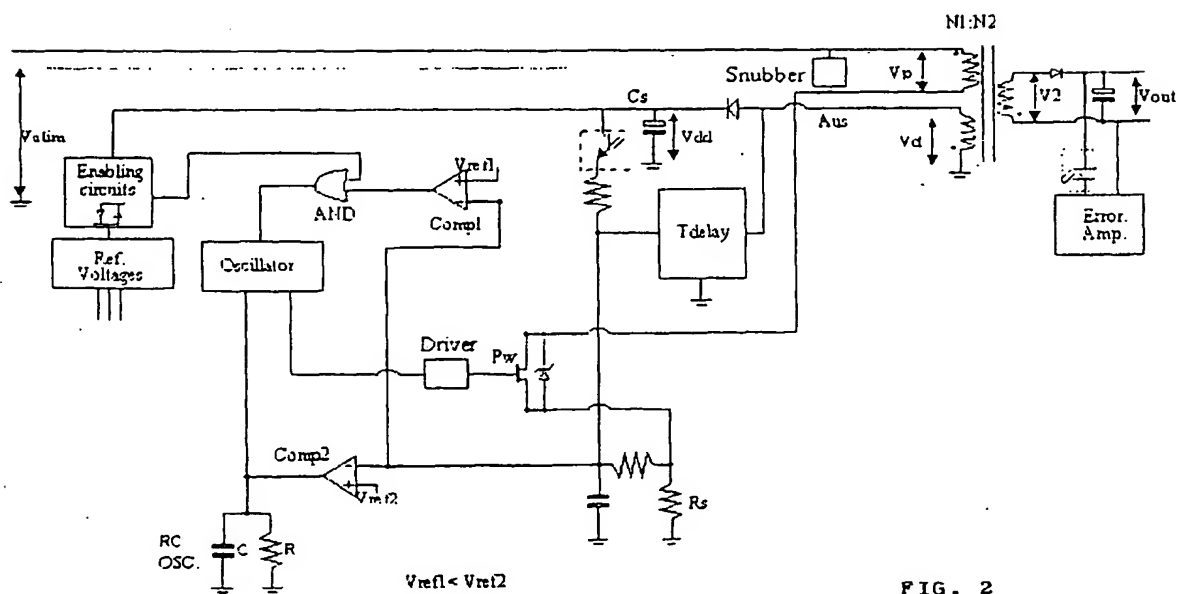 N1:N2
Snubber
Vp
V2
Vout
Cs
Vdd
Aus
Valim
Enabling
circuits
Vref1
AND
Comp1
Tdelay
Error.
Amp.
Ref.
Voltages
Oscillator
Driver
Pw
Comp2
Vref2
Rs
RC
OSC.
C
R
Vref1< Vref2
FIG. 2